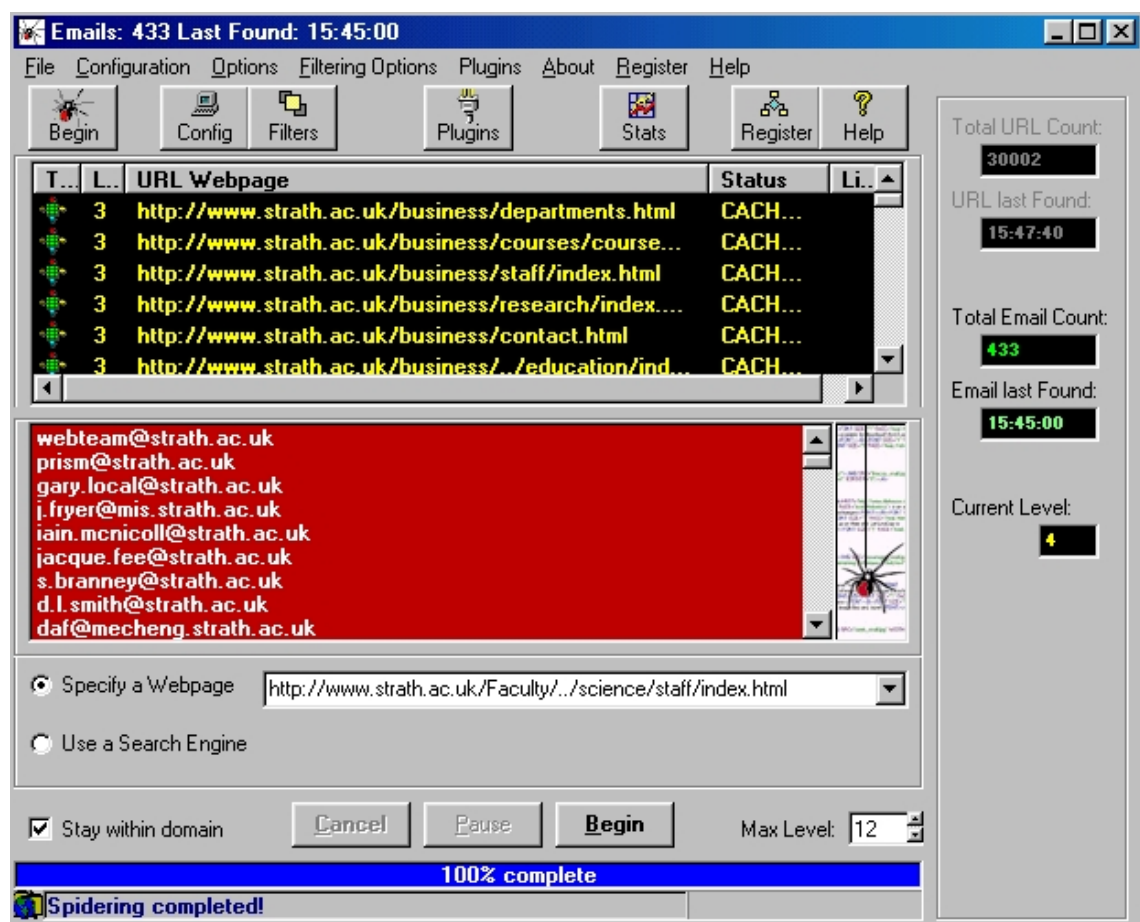 Emails: 433 Last Found: 15:45:00
File Configuration Options Filtering Options Plugins About Register Help
Begin Config Filters Plugins Stats Register Help
T... L... URL Webpage Status Li...
3 http://www.strath.ac.uk/business/departments.html CACH...
3 http://www.strath.ac.uk/business/courses/course... CACH...
3 http://www.strath.ac.uk/business/staff/index.html CACH...
3 http://www.strath.ac.uk/business/research/index.... CACH...
3 http://www.strath.ac.uk/business/contact.html CACH...
3 http://www.strath.ac.uk/business/../education/ind... CACH...
webteam@strath.ac.uk
prism@strath.ac.uk
gary.local@strath.ac.uk
j.fryer@mis.strath.ac.uk
iain.mcnicoll@strath.ac.uk
jacque.fee@strath.ac.uk
s.branney@strath.ac.uk
d.l.smith@strath.ac.uk
daf@mecheng.strath.ac.uk
Specify a Webpage http://www.strath.ac.uk/Faculty/../science/staff/index.html
Use a Search Engine
Stay within domain Cancel Pause Begin Max Level: 12
100% complete
Spidering completed!
Total URL Count:
30002
URL last Found:
15:47:40
Total Email Count:
433
Email last Found:
15:45:00
Current Level:
4